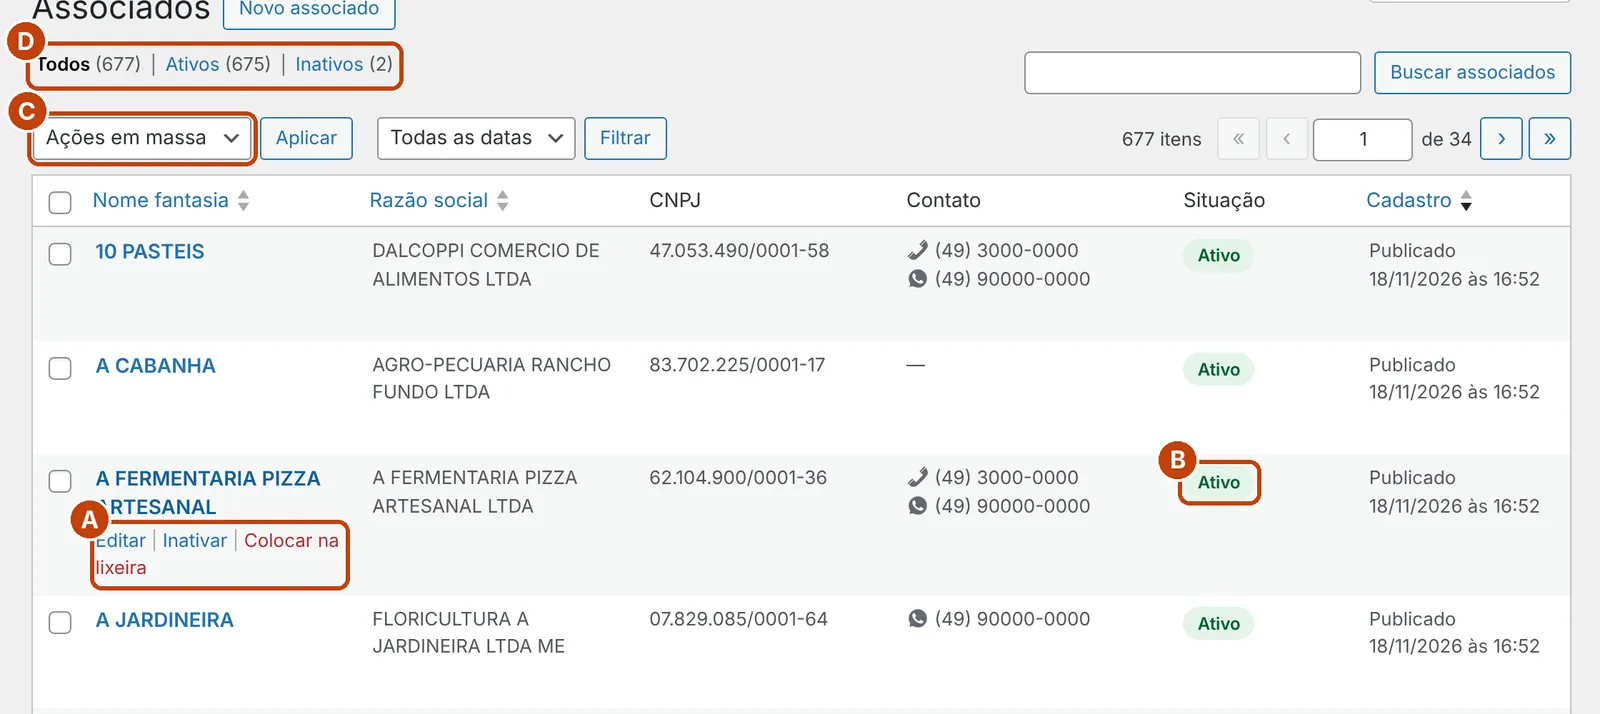 Associados Novo associado
D
Todos (677) | Ativos (675) | Inativos (2)
Buscar associados
C
Ações em massa Aplicar Todas as datas Filtrar 677 itens « ‹ 1 de 34 › »
Nome fantasia Razão social CNPJ Contato Situação Cadastro
10 PASTEIS DALCOPPI COMERCIO DE 47.053.490/0001-58 (49) 3000-0000 Ativo Publicado
ALIMENTOS LTDA (49) 90000-0000 18/11/2026 às 16:52
A CABANHA AGRO-PECUARIA RANCHO 83.702.225/0001-17 — Ativo Publicado
FUNDO LTDA 18/11/2026 às 16:52
B
A FERMENTARIA PIZZA A FERMENTARIA PIZZA 62.104.900/0001-36 (49) 3000-0000 Ativo Publicado
ARTESANAL ARTESANAL LTDA (49) 90000-0000 18/11/2026 às 16:52
A
Editar | Inativar | Colocar na
lixeira
A JARDINEIRA FLORICULTURA A 07.829.085/0001-64 (49) 90000-0000 Ativo Publicado
JARDINEIRA LTDA ME 18/11/2026 às 16:52